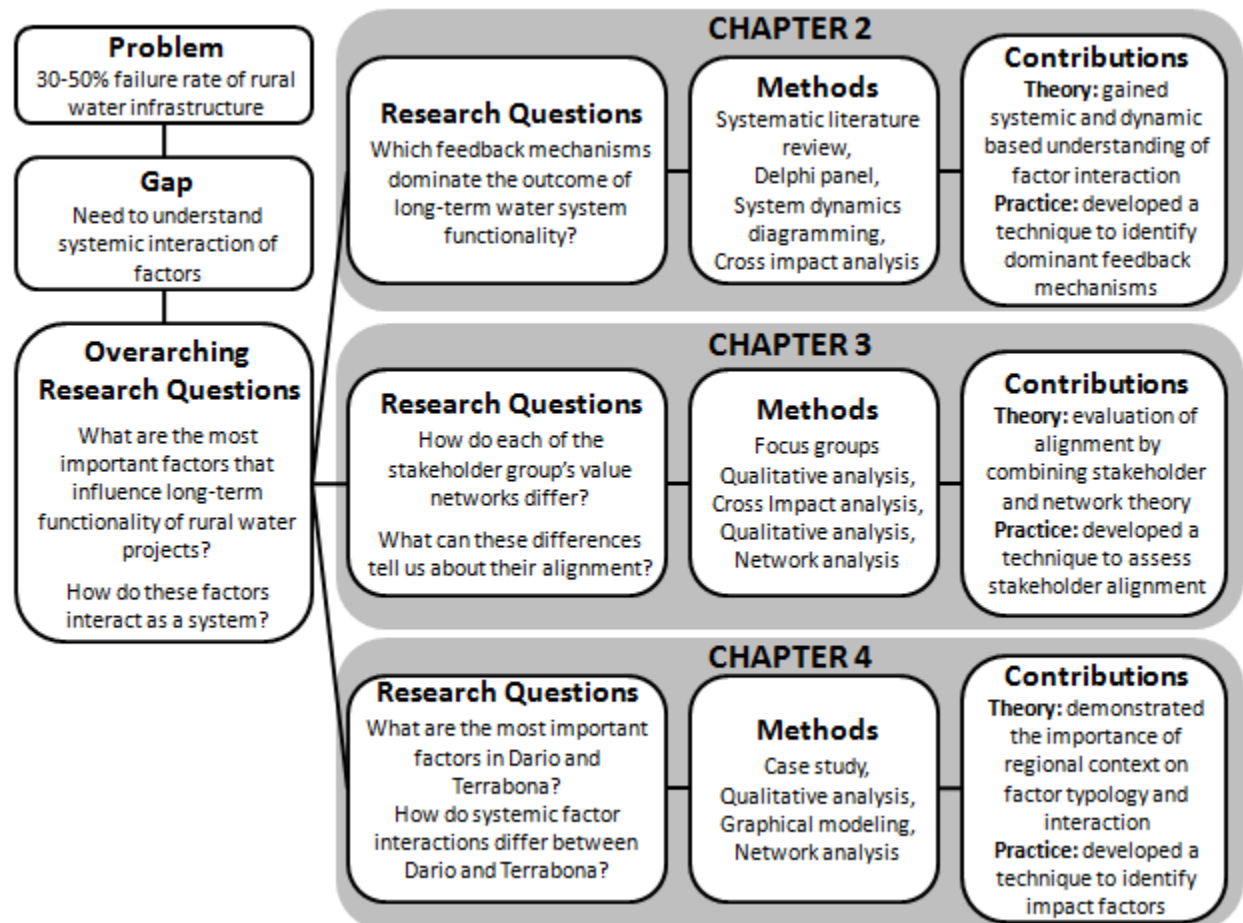 Problem
30-50% failure rate of rural
water infrastructure
Gap
Need to understand
systemic interaction of
factors
Overarching
Research Questions
What are the most
important factors that
influence long-term
functionality of rural water
projects?
How do these factors
interact as a system?
CHAPTER 2
Research Questions
Which feedback mechanisms
dominate the outcome of
long-term water system
functionality?
Methods
Systematic literature
review,
Delphi panel,
System dynamics
diagramming,
Cross impact analysis
Contributions
Theory: gained
systemic and dynamic
based understanding of
factor interaction
Practice: developed a
technique to identify
dominant feedback
mechanisms
CHAPTER 3
Research Questions
How do each of the
stakeholder group's value
networks differ?
What can these differences
tell us about their alignment?
Methods
Focus groups
Qualitative analysis,
Cross Impact analysis,
Qualitative analysis,
Network analysis
Contributions
Theory: evaluation of
alignment by
combining stakeholder
and network theory
Practice: developed a
technique to assess
stakeholder alignment
CHAPTER 4
Research Questions
What are the most important
factors in Dario and
Terrabona?
How do systemic factor
interactions differ between
Dario and Terrabona?
Methods
Case study,
Qualitative analysis,
Graphical modeling,
Network analysis
Contributions
Theory: demonstrated
the importance of
regional context on
factor typology and
interaction
Practice: developed a
technique to identify
impact factors